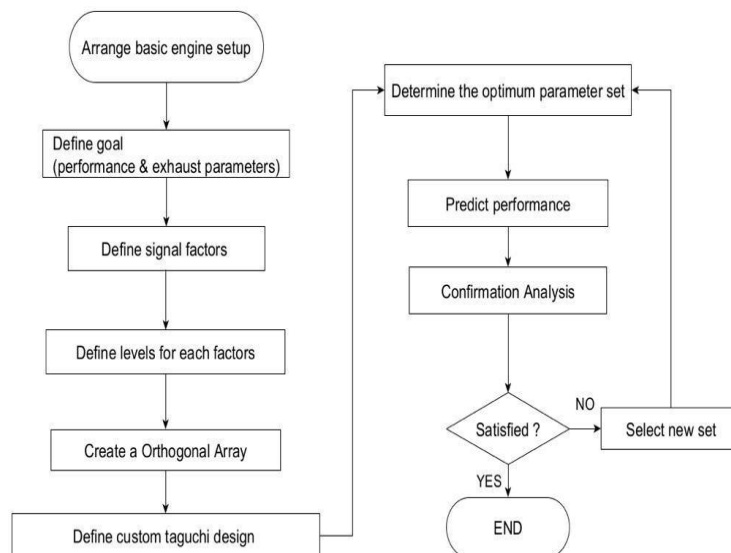 Arrange basic engine setup
Define goal
(performance & exhaust parameters)
Define signal factors
Define levels for each factors
Create a Orthogonal Array
Define custom taguchi design
Determine the optimum parameter set
Predict performance
Confirmation Analysis
Satisfied ?
NO
Select new set
YES
END